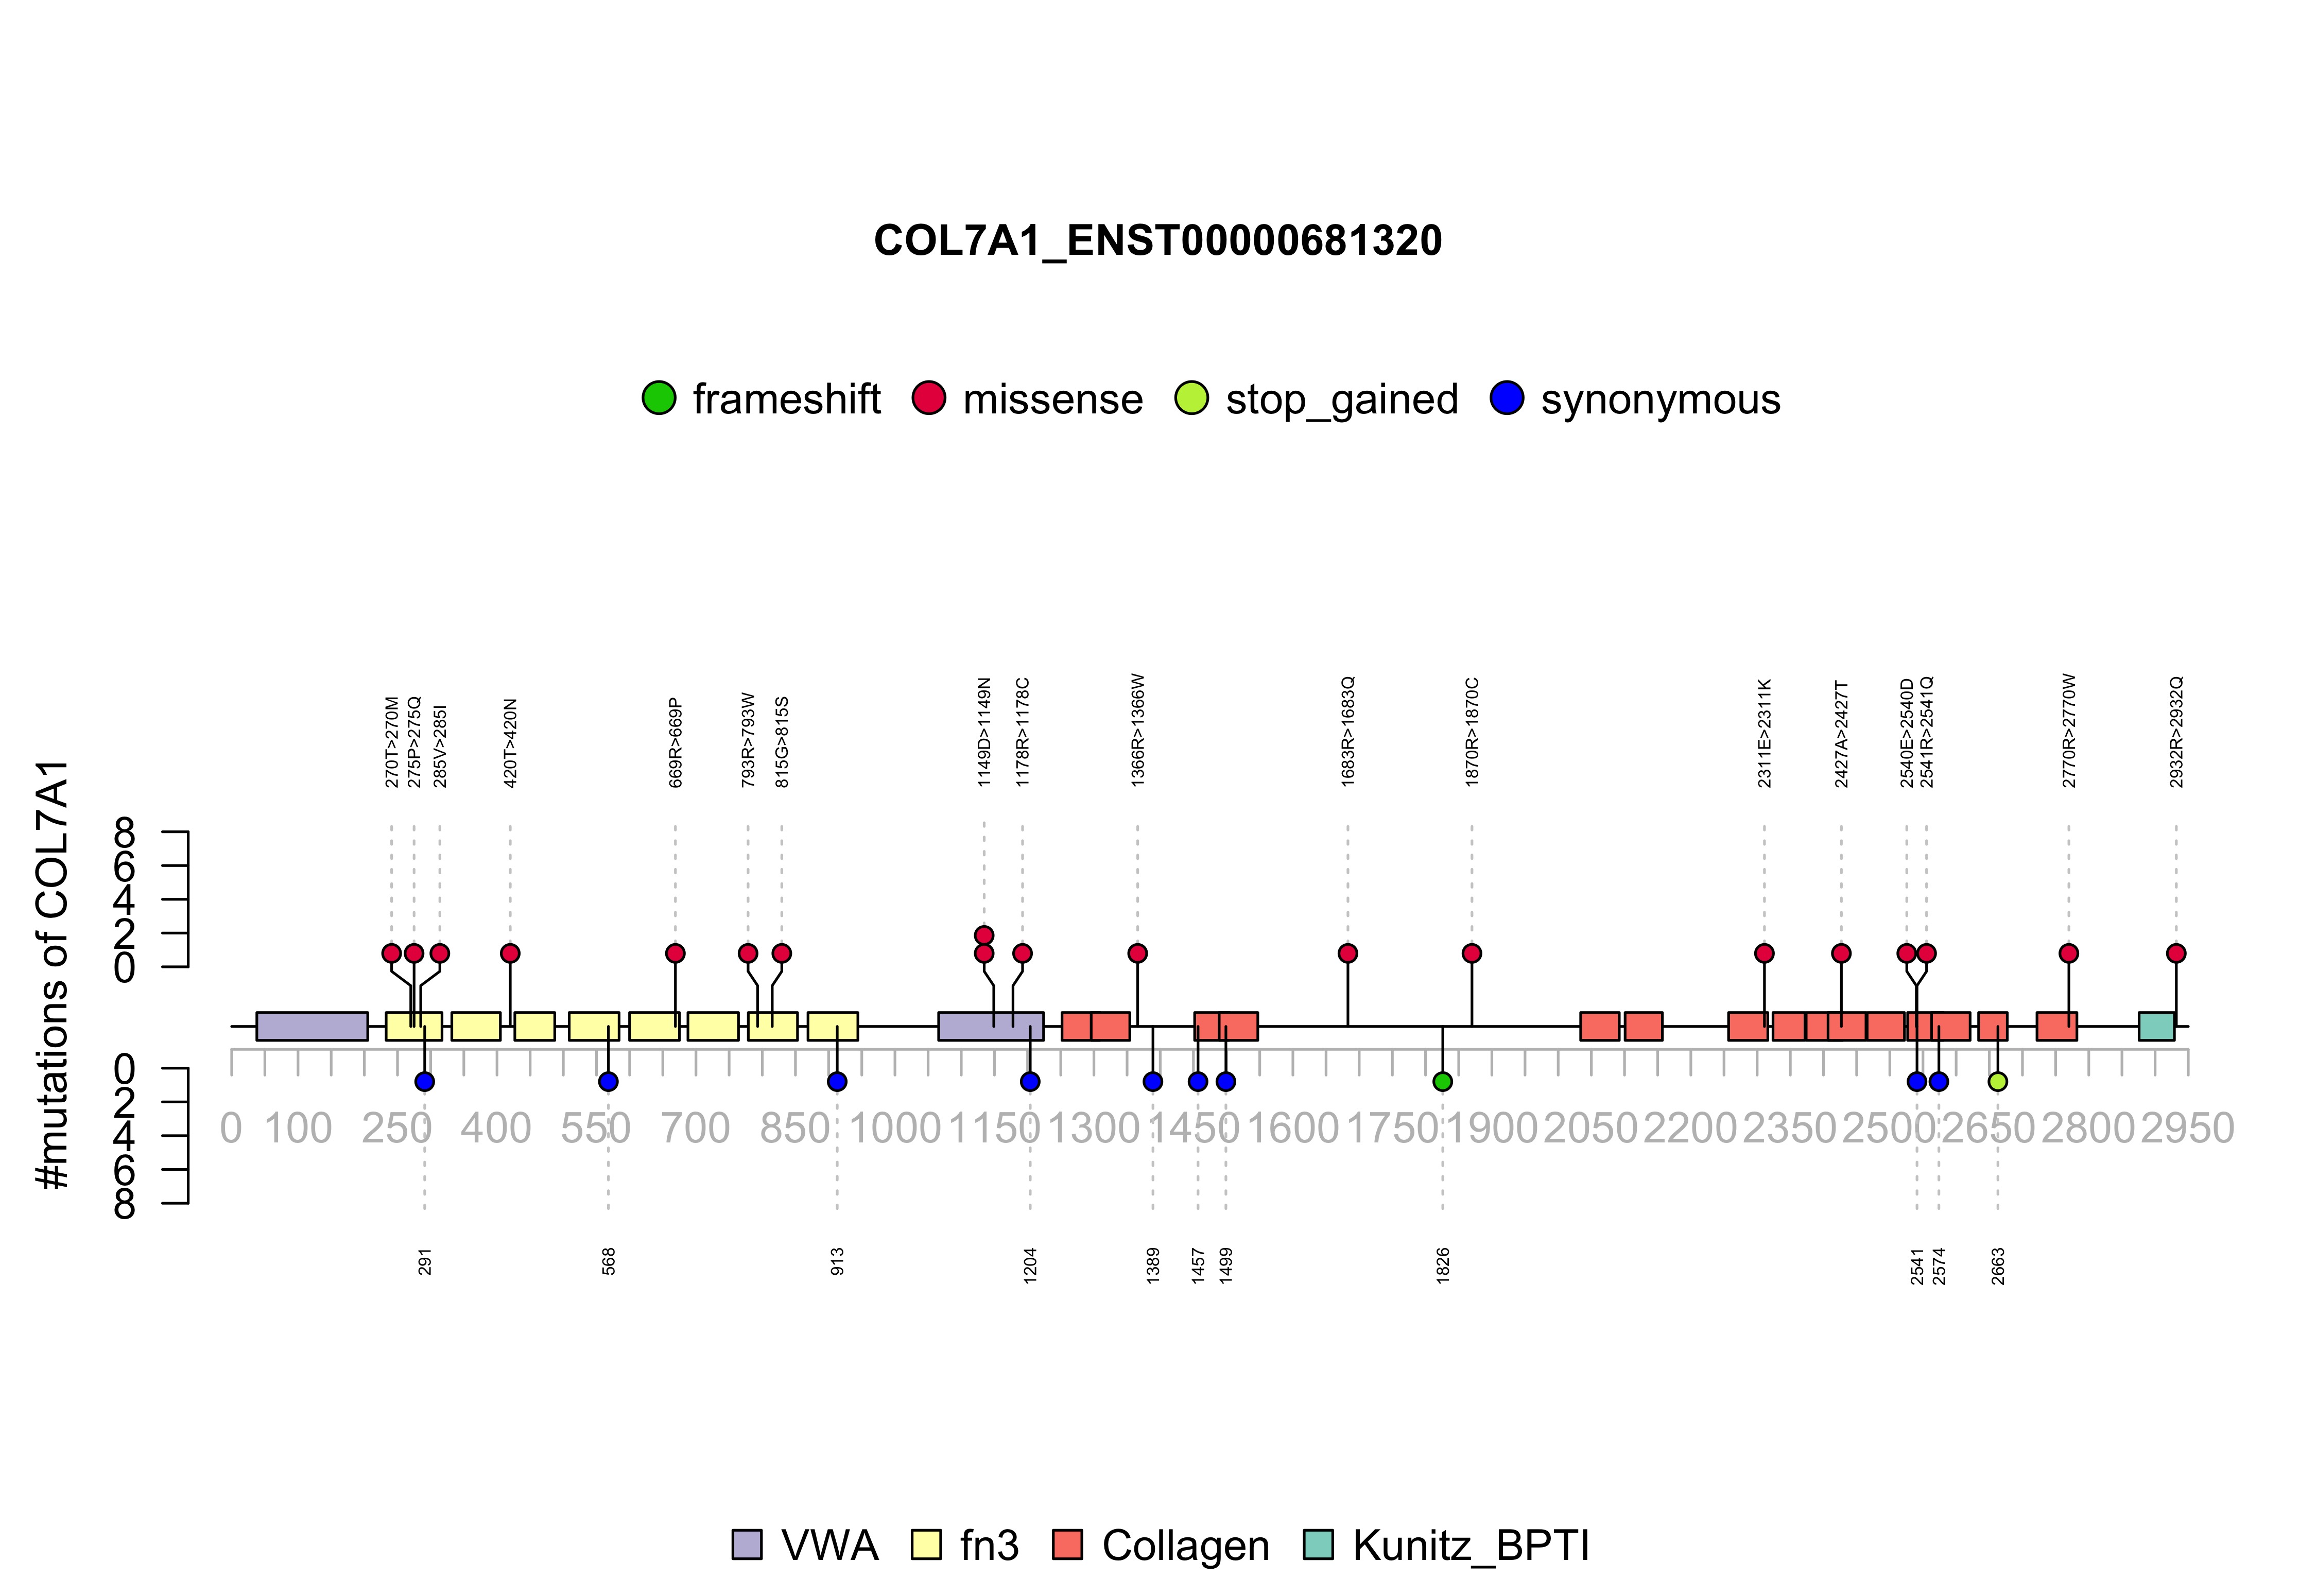 COL7A1_ENST00000681320
frameshift missense stop_gained synonymous
270T>270M
275P>275Q
285V>285I
420T>420N
669R>669P
793R>793W
815G>815S
1149D>1149N
1178R>1178C
1366R>1366W
1683R>1683Q
1870R>1870C
2311E>2311K
2427A>2427T
2540E>2540D
2541R>2541Q
2770R>2770W
2932R>2932Q
#mutations of COL7A1
8
6
4
2
0
0
2
4
6
8
0 100 250 400 550 700 850 1000 1150 1300 1450 1600 1750 1900 2050 2200 2350 2500 2650 2800 2950
291
568
913
1204
1389
1457
1499
1826
2541
2574
2663
VWA fn3 Collagen Kunitz_BPTI